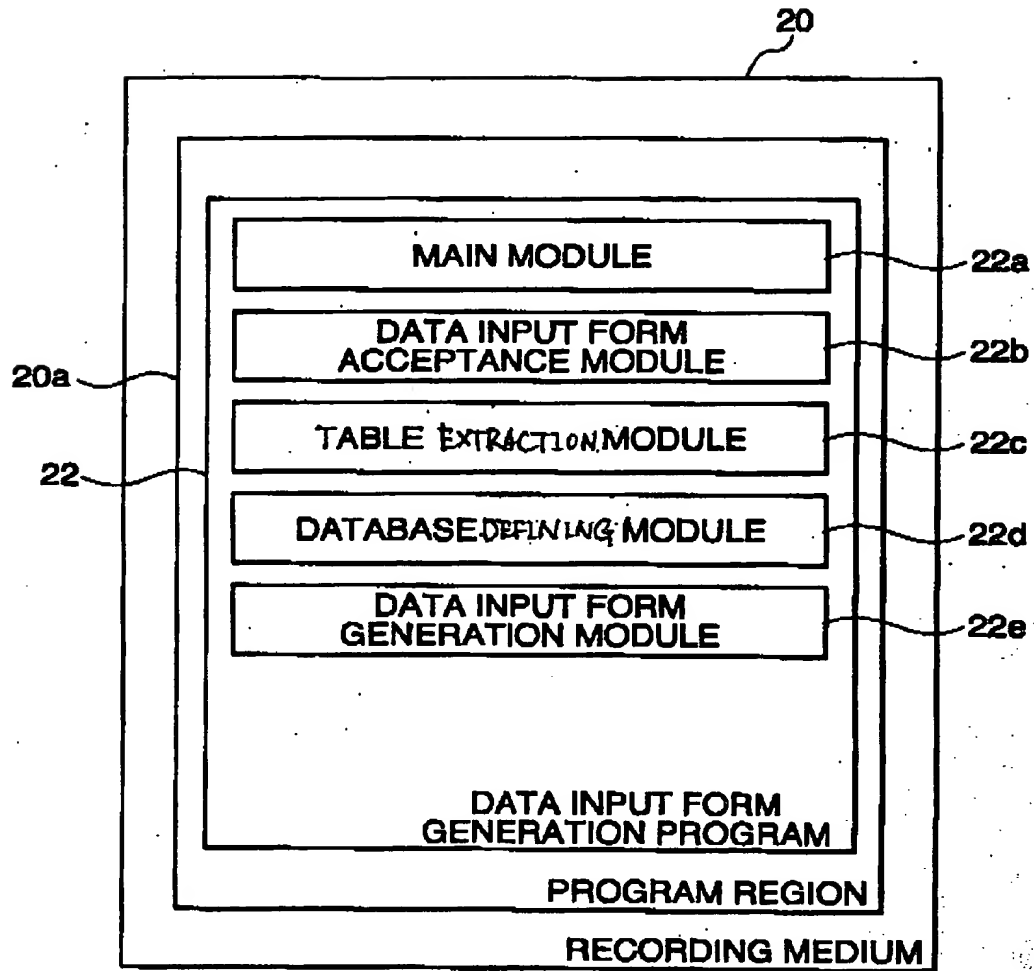 20
MAIN MODULE
22a
DATA INPUT FORM
ACCEPTANCE MODULE
22b
20a
TABLE EXTRACTION MODULE
22c
22
DATABASE DEFINING MODULE
22d
DATA INPUT FORM
GENERATION MODULE
22e
DATA INPUT FORM
GENERATION PROGRAM
PROGRAM REGION
RECORDING MEDIUM